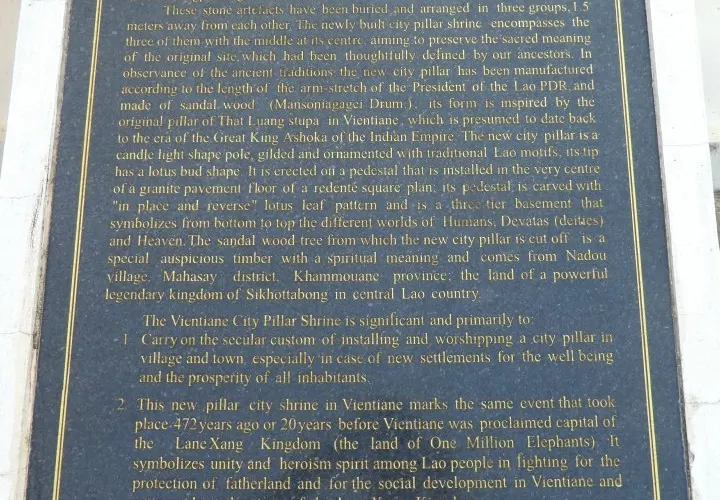 These stone artefacts have been buried and arranged in three groups, 1.5
meters away from each other. The newly built city pillar shrine encompasses the
three of them with the middle at its centre, aiming to preserve the sacred meaning
of the original site, which had been thoughtfully defined by our ancestors. In
observance of the ancient traditions the new city pillar has been manufactured
according to the length of the arm-stretch of the President of the Lao PDR, and
made of sandal wood (Mansoniagagei Drum.), its form is inspired by the
original pillar of That Luang stupa in Vientiane, which is presumed to date back
to the era of the Great King Ashoka of the Indian Empire. The new city pillar is a
candle light shape pole, gilded and ornamented with traditional Lao motifs, its tip
has a lotus bud shape. It is erected on a pedestal that is installed in the very centre
of a granite pavement floor of a redenté square plan; its pedestal is carved with
"in place and reverse" lotus leaf pattern and is a three tier basement that
symbolizes from bottom to top the different worlds of Humans, Devatas (deities)
and Heaven. The sandal wood tree from which the new city pillar is cut off is a
special auspicious timber with a spiritual meaning and comes from Nadou
village, Mahasay district, Khammouane province; the land of a powerful
legendary kingdom of Sikhottabong in central Lao country.
The Vientiane City Pillar Shrine is significant and primarily to:
1. Carry on the secular custom of installing and worshipping a city pillar in
village and town, especially in case of new settlements for the well being
and the prosperity of all inhabitants.
2. This new pillar city shrine in Vientiane marks the same event that took
place 472 years ago or 20 years before Vientiane was proclaimed capital of
the Lane Xang Kingdom (the land of One Million Elephants). It
symbolizes unity and heroism spirit among Lao people in fighting for the
protection of fatherland and for the social development in Vientiane and